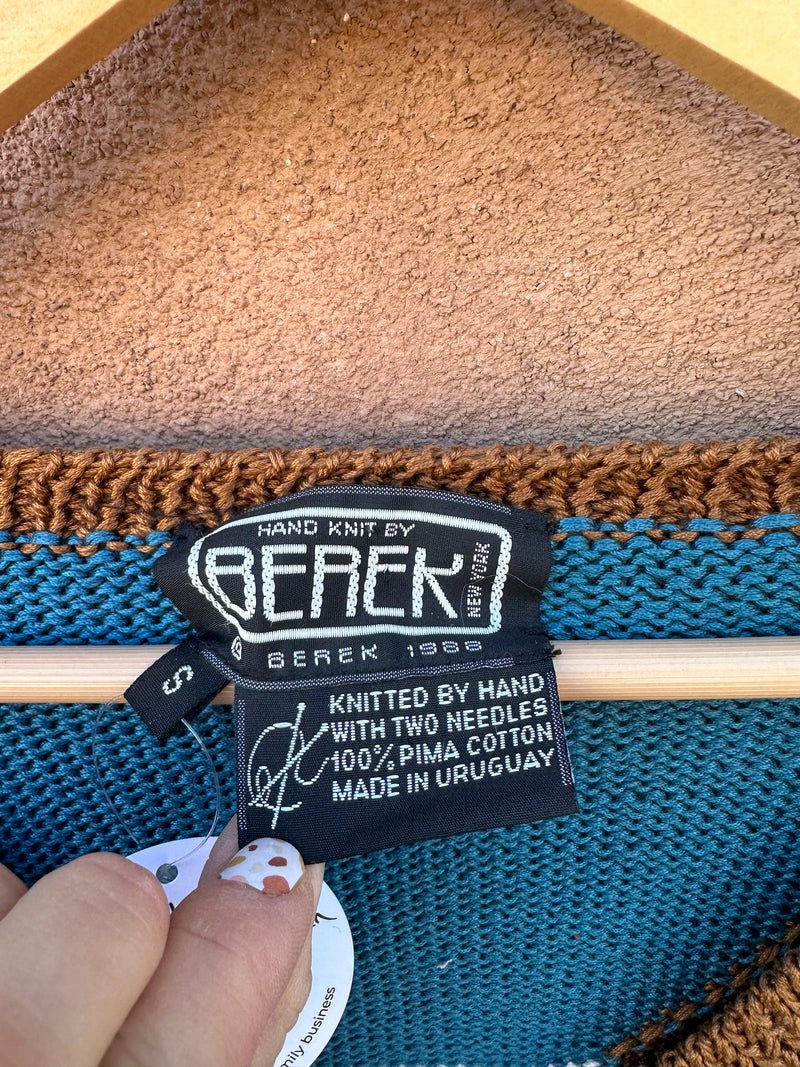 HAND KNIT BY
BEREK
NEW YORK
© BEREK 1988
S
KNITTED BY HAND
WITH TWO NEEDLES
100% PIMA COTTON
MADE IN URUGUAY
business